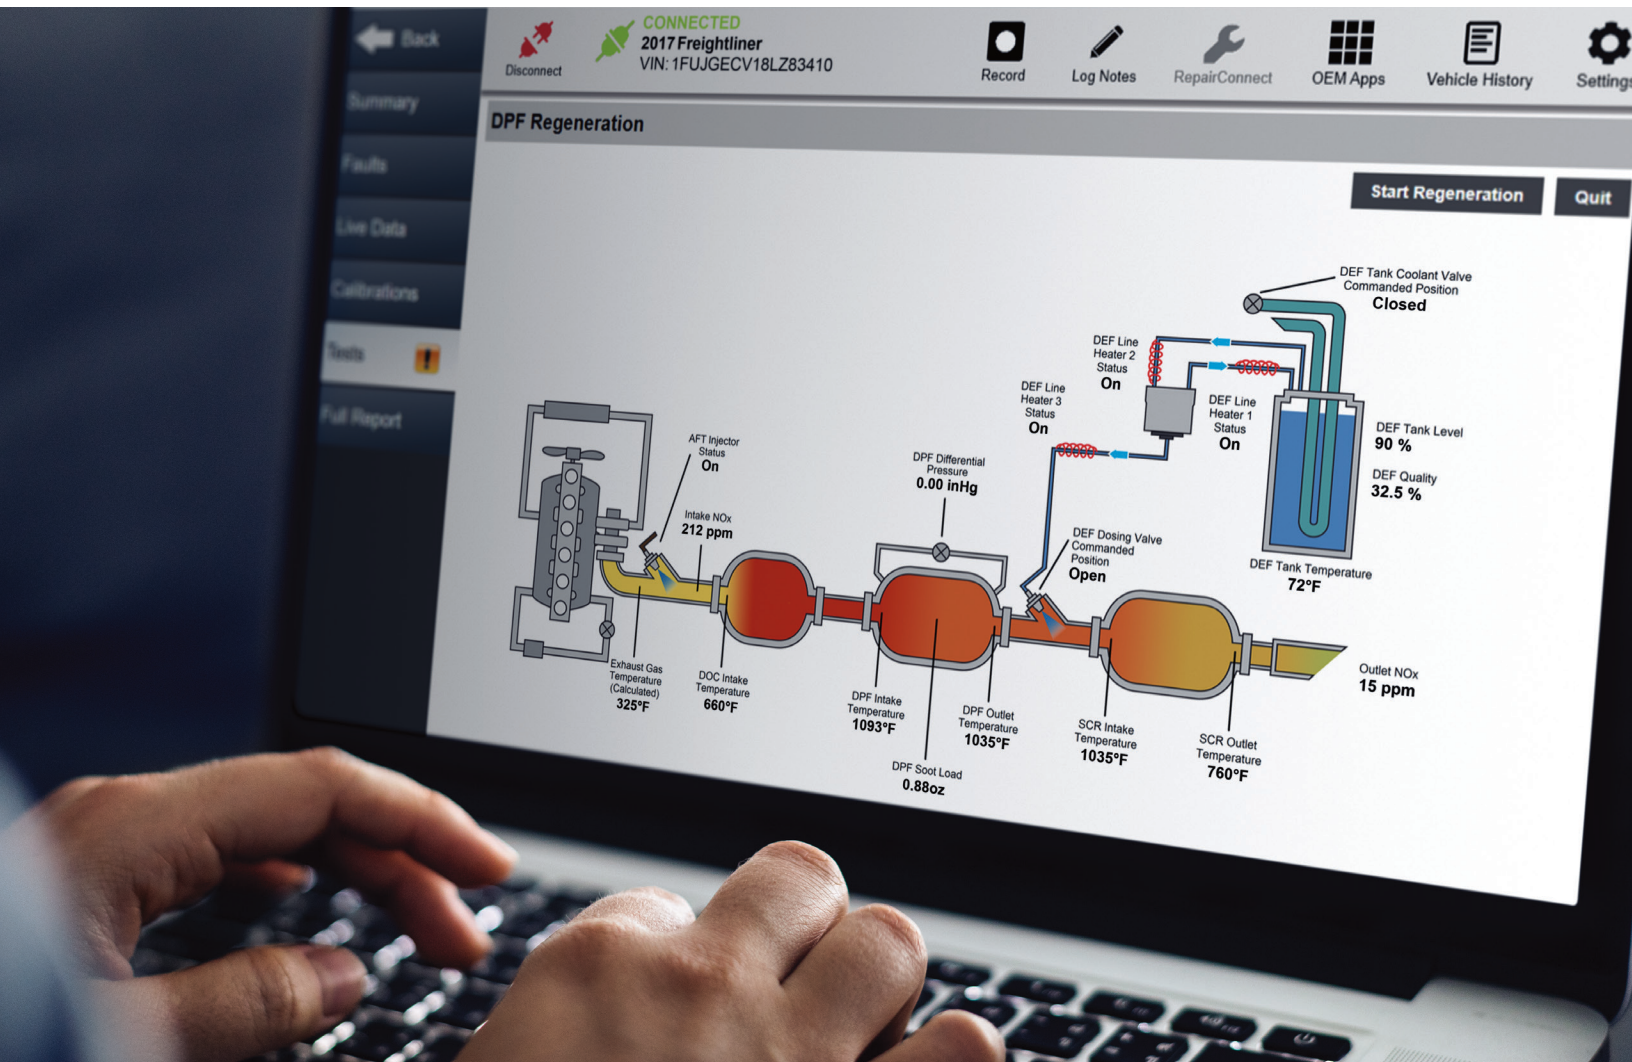 Back
Summary
Faults
Live Data
Calibrations
Tests
Full Report
Disconnect
CONNECTED
2017 Freightliner
VIN: 1FUJGECV18LZ83410
Record
Log Notes
RepairConnect
OEM Apps
Vehicle History
Settings
DPF Regeneration
Start Regeneration
Quit
DEF Tank Coolant Valve
Commanded Position
Closed
DEF Line
Heater 2
Status
On
DEF Line
Heater 3
Status
On
DEF Line
Heater 1
Status
On
DEF Tank Level
90 %
DEF Quality
32.5 %
DEF Tank Temperature
72°F
AFT Injector
Status
On
Intake NOx
212 ppm
DPF Differential
Pressure
0.00 inHg
DEF Dosing Valve
Commanded
Position
Open
Exhaust Gas
Temperature
(Calculated)
325°F
DOC Intake
Temperature
660°F
DPF Intake
Temperature
1093°F
DPF Soot Load
0.88oz
DPF Outlet
Temperature
1035°F
SCR Intake
Temperature
1035°F
SCR Outlet
Temperature
760°F
Outlet NOx
15 ppm